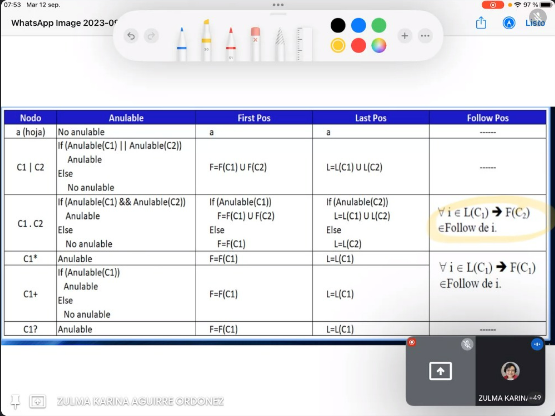 07:53 Mar 12 sep. 97 %
WhatsApp Image 2023-09
Listo
Nodo Anulable First Pos Last Pos Follow Pos
a (hoja) No anulable a a ------
C1 | C2 If (Anulable(C1) || Anulable(C2)) F=F(C1) U F(C2) L=L(C1) U L(C2) ------
Anulable
Else
No anulable
C1 . C2 If (Anulable(C1) && Anulable(C2)) If (Anulable(C1)) If (Anulable(C2)) ∀ i ∈ L(C₁) ➔ F(C₂)
Anulable F=F(C1) U F(C2) L=L(C1) U L(C2) ∈Follow de i.
Else Else Else
No anulable F=F(C1) L=L(C2)
C1* Anulable F=F(C1) L=L(C1) ∀ i ∈ L(C₁) ➔ F(C₁)
∈Follow de i.
C1+ If (Anulable(C1)) F=F(C1) L=L(C1)
Anulable
Else
No anulable
C1? Anulable F=F(C1) L=L(C1) ------
ZULMA KARINA AGUIRRE ORDONEZ
ZULMA KARIN +49